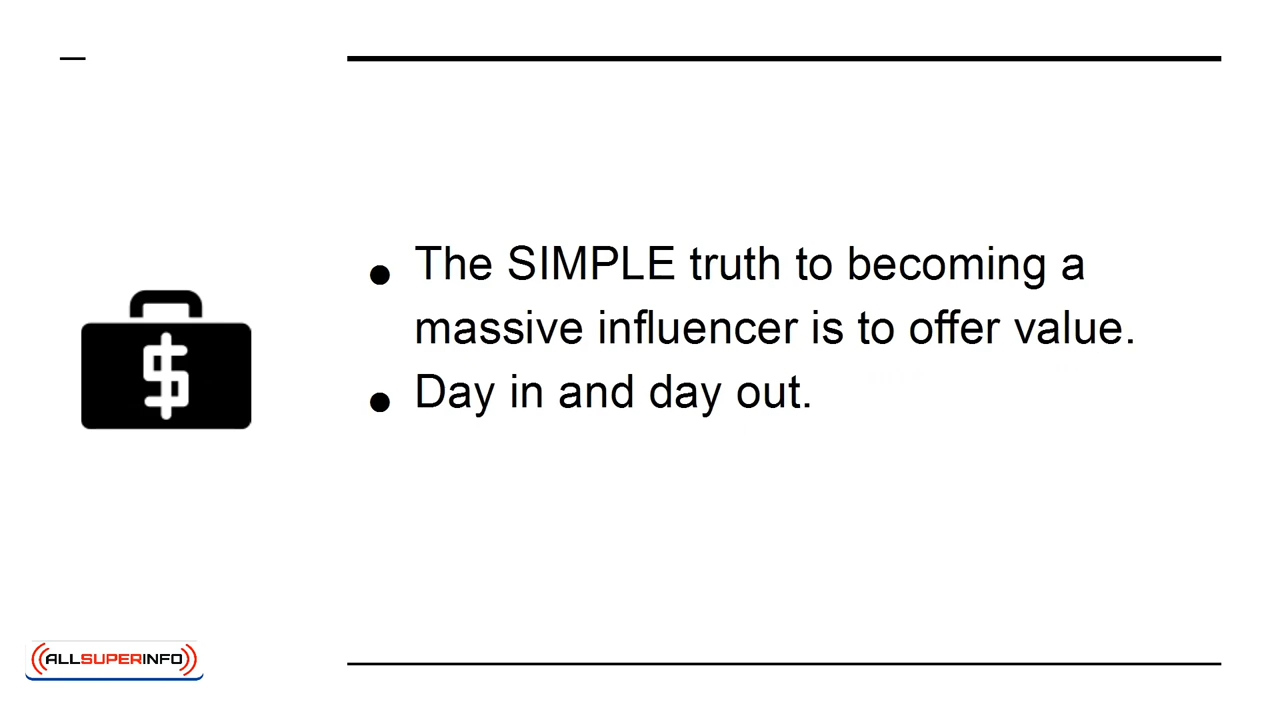 The SIMPLE truth to becoming a
massive influencer is to offer value.
Day in and day out.
$
ALLSUPERINFO